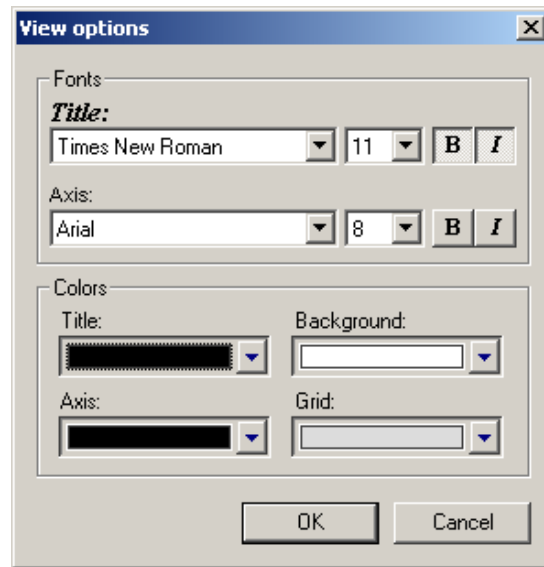 View options
Fonts
Title:
Times New Roman 11 B I
Axis:
Arial 8 B I
Colors
Title: Background:
Axis: Grid:
OK Cancel